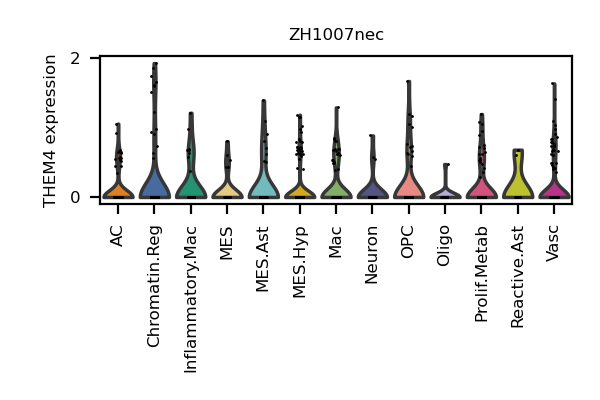 ZH1007nec
THEM4 expression
2
0
AC
Chromatin.Reg
Inflammatory.Mac
MES
MES.Ast
MES.Hyp
Mac
Neuron
OPC
Oligo
Prolif.Metab
Reactive.Ast
Vasc